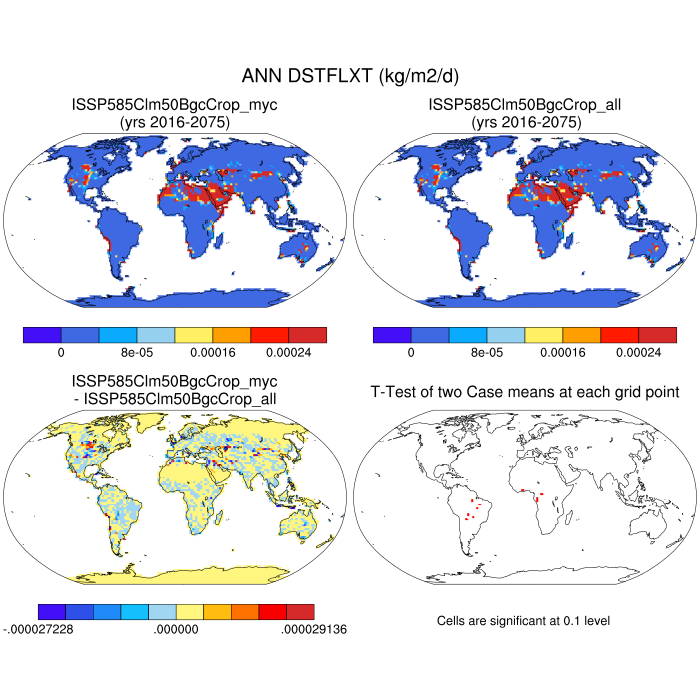 ANN DSTFLXT (kg/m2/d)
ISSP585Clm50BgcCrop_myc
(yrs 2016-2075)
ISSP585Clm50BgcCrop_all
(yrs 2016-2075)
0 8e-05 0.00016 0.00024
0 8e-05 0.00016 0.00024
ISSP585Clm50BgcCrop_myc
- ISSP585Clm50BgcCrop_all
T-Test of two Case means at each grid point
-.000027228 .000000 .000029136
Cells are significant at 0.1 level